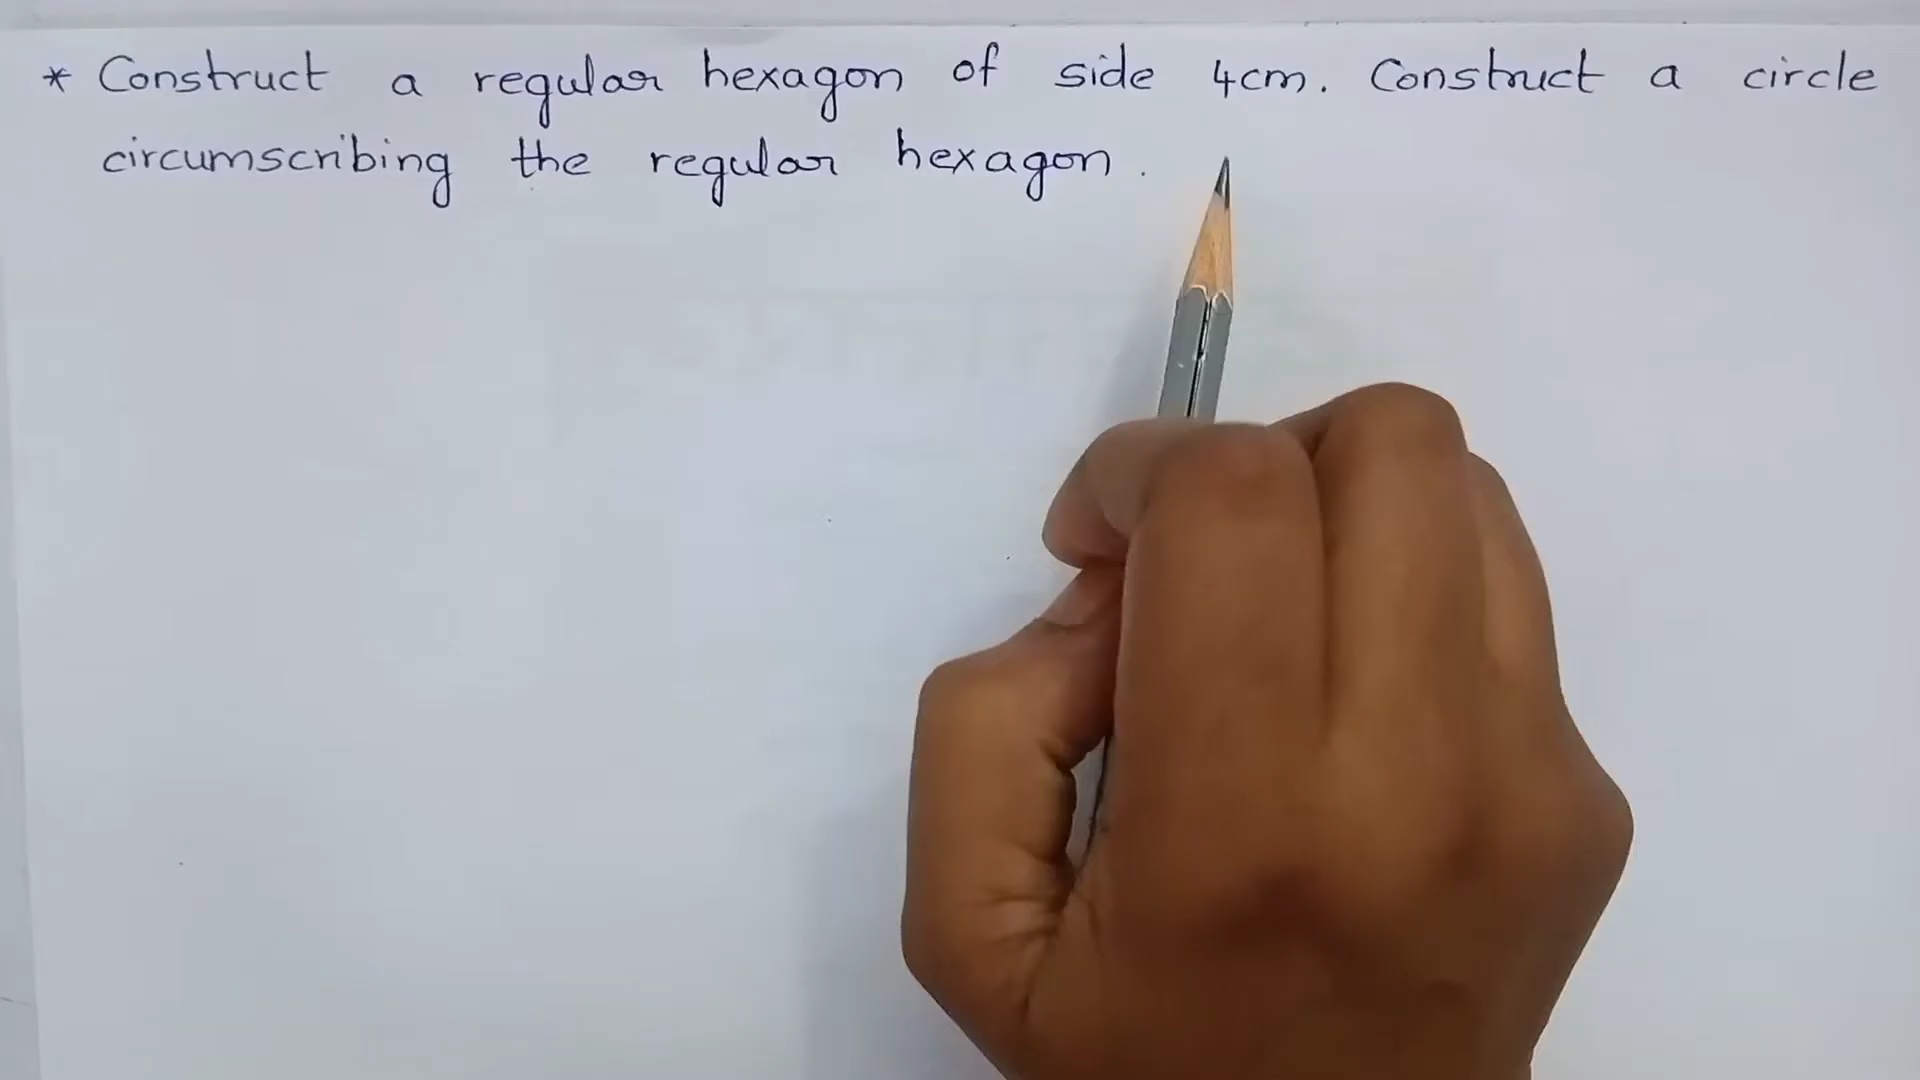 * Construct a regular hexagon of side 4cm. Construct a circle
circumscribing the regular hexagon.